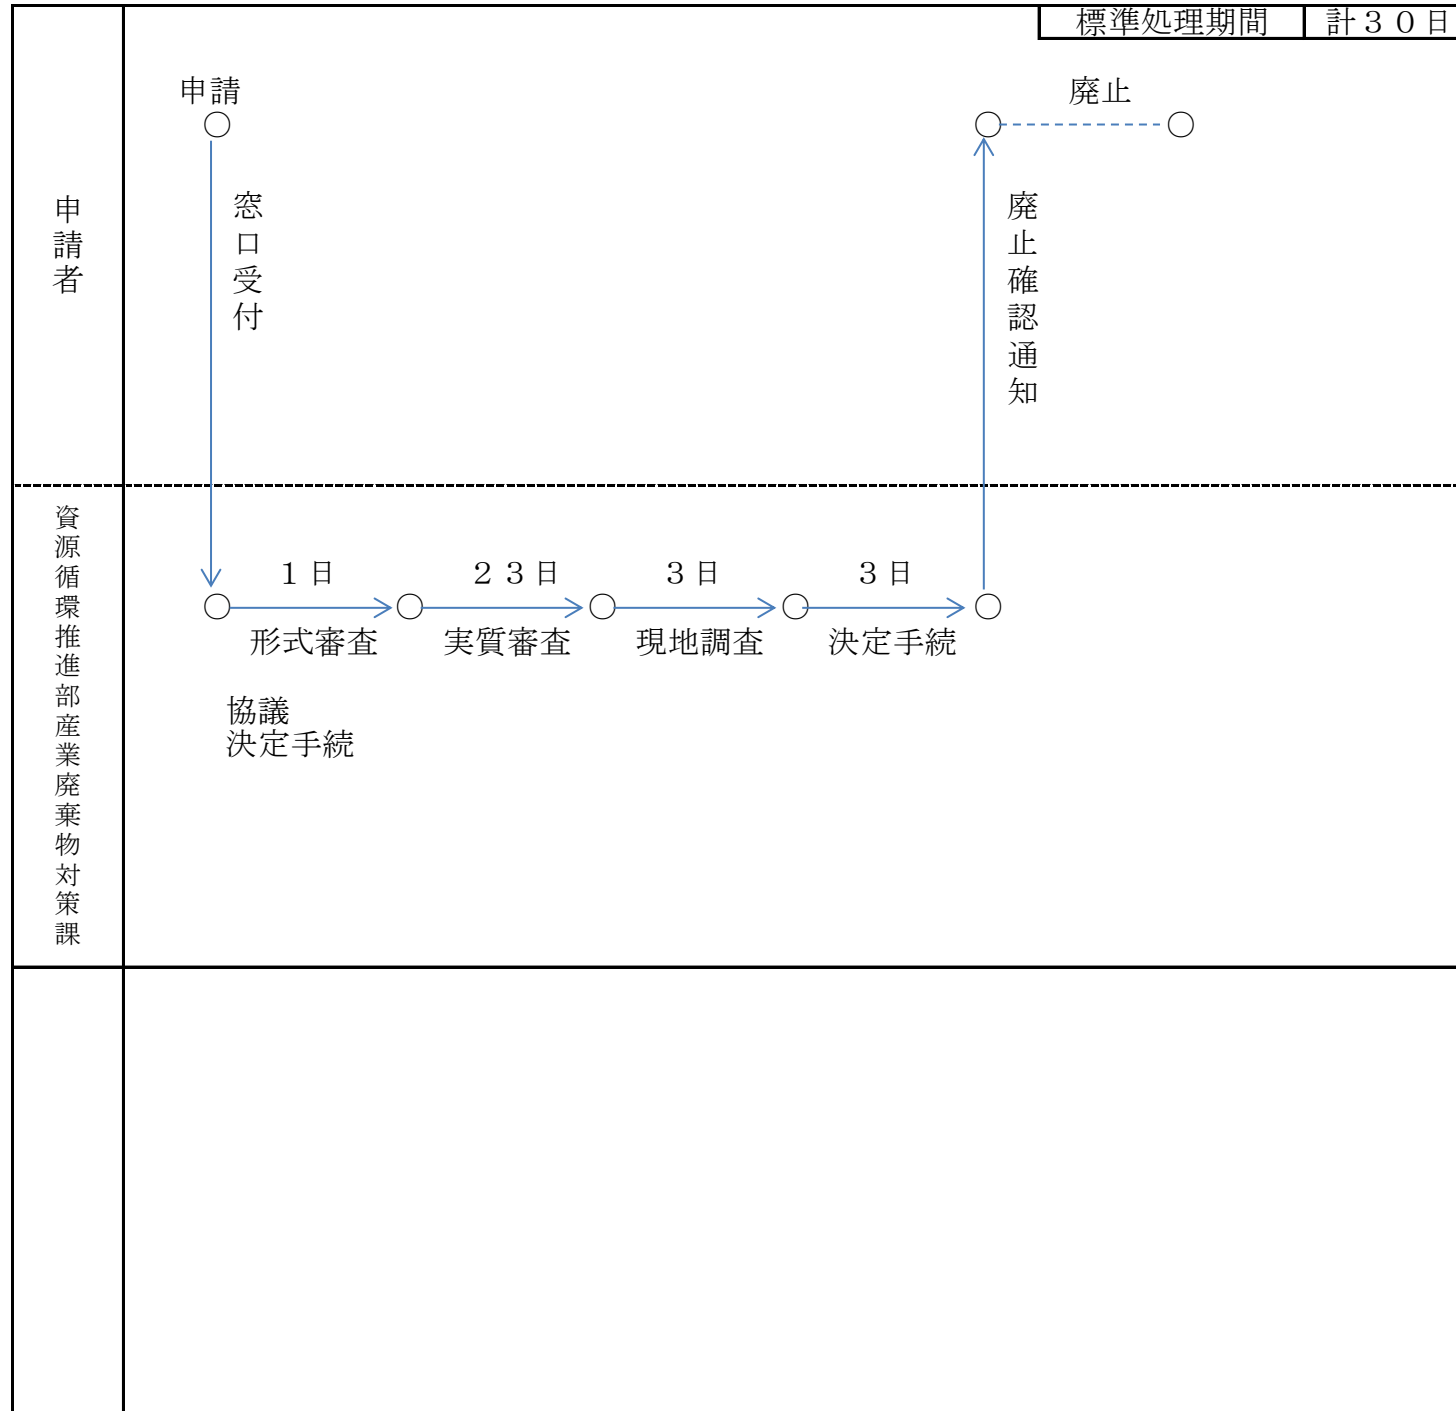 標準処理期間
計３０日
申請
廃止
申請者
窓口受付
廃止確認通知
資源循環推進部産業廃棄物対策課
１日
２３日
３日
３日
形式審査
実質審査
現地調査
決定手続
協議
決定手続